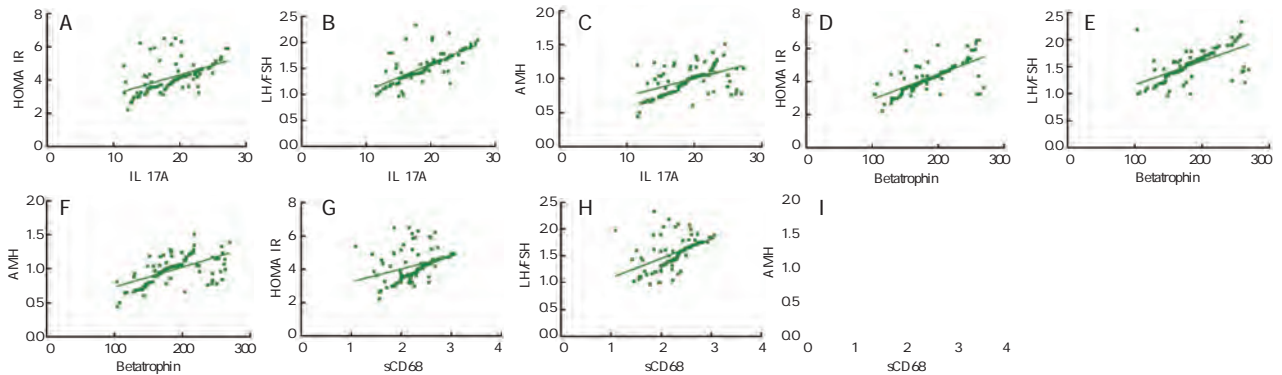 A
HOMA IR
8
6
4
2
0
0 10 20 30
IL 17A
B
LH/FSH
2.5
2.0
1.5
1.0
0.5
0.0
0 10 20 30
IL 17A
C
AMH
2.0
1.5
1.0
0.5
0.0
0 10 20 30
IL 17A
D
HOMA IR
8
6
4
2
0
0 100 200 300
Betatrophin
E
LH/FSH
2.5
2.0
1.5
1.0
0.5
0.0
0 100 200 300
Betatrophin
F
AMH
2.0
1.5
1.0
0.5
0.0
0 100 200 300
Betatrophin
G
HOMA IR
8
6
4
2
0
0 1 2 3 4
sCD68
H
LH/FSH
2.5
2.0
1.5
1.0
0.5
0.0
0 1 2 3 4
sCD68
I
AMH
2.0
1.5
1.0
0.5
0.0
0 1 2 3 4
sCD68